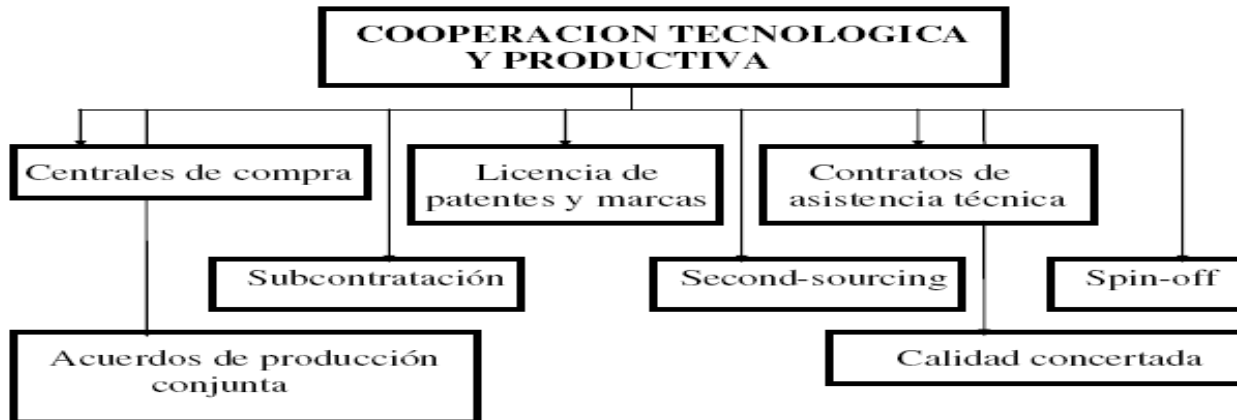 COOPERACION TECNOLOGICA
Y PRODUCTIVA
Centrales de compra
Licencia de
patentes y marcas
Contratos de
asistencia técnica
Subcontratación
Second-sourcing
Spin-off
Acuerdos de producción
conjunta
Calidad concertada